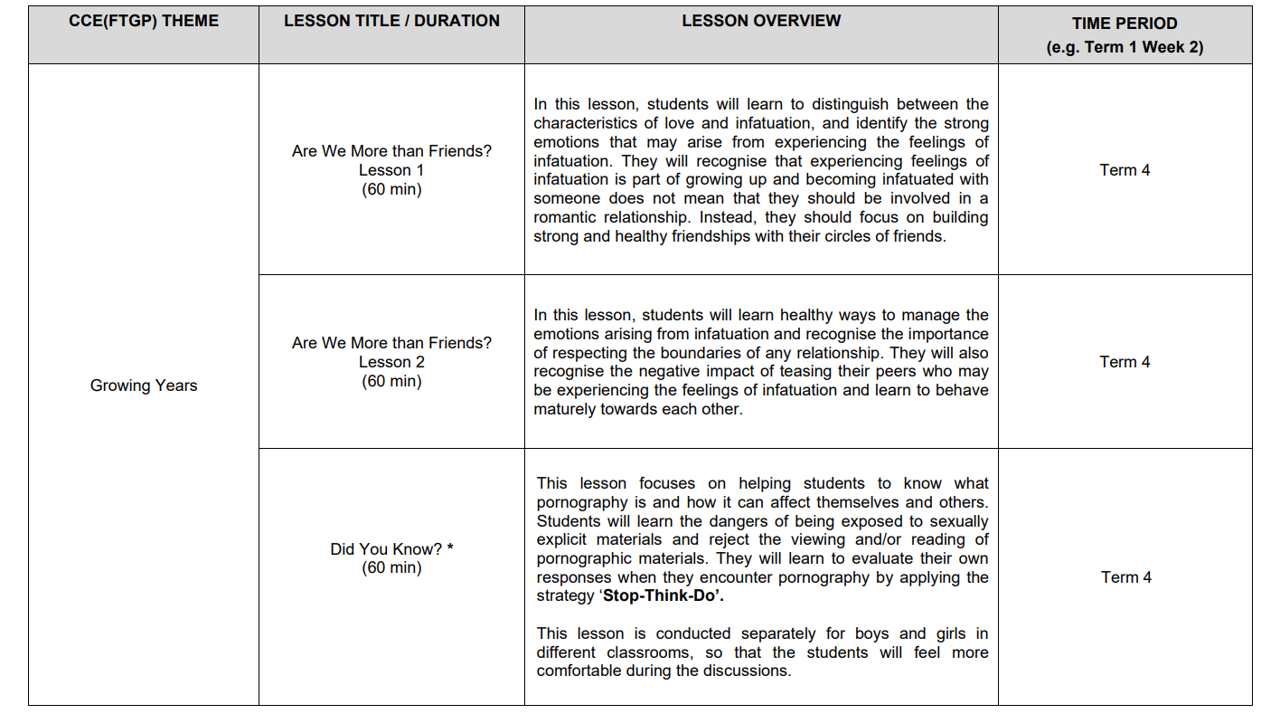 CCE(FTGP) THEME
LESSON TITLE / DURATION
LESSON OVERVIEW
TIME PERIOD
(e.g. Term 1 Week 2)
Growing Years
Are We More than Friends?
Lesson 1
(60 min)
In this lesson, students will learn to distinguish between the
characteristics of love and infatuation, and identify the strong
emotions that may arise from experiencing the feelings of
infatuation. They will recognise that experiencing feelings of
infatuation is part of growing up and becoming infatuated with
someone does not mean that they should be involved in a
romantic relationship. Instead, they should focus on building
strong and healthy friendships with their circles of friends.
Term 4
Are We More than Friends?
Lesson 2
(60 min)
In this lesson, students will learn healthy ways to manage the
emotions arising from infatuation and recognise the importance
of respecting the boundaries of any relationship. They will also
recognise the negative impact of teasing their peers who may
be experiencing the feelings of infatuation and learn to behave
maturely towards each other.
Term 4
Did You Know? *
(60 min)
This lesson focuses on helping students to know what
pornography is and how it can affect themselves and others.
Students will learn the dangers of being exposed to sexually
explicit materials and reject the viewing and/or reading of
pornographic materials. They will learn to evaluate their own
responses when they encounter pornography by applying the
strategy ‘Stop-Think-Do’.
This lesson is conducted separately for boys and girls in
different classrooms, so that the students will feel more
comfortable during the discussions.
Term 4